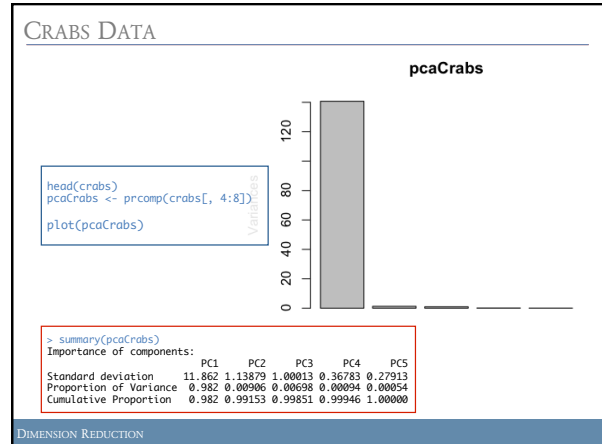 CRABS DATA
pcaCrabs
head(crabs)
pcaCrabs <- prcomp(crabs[, 4:8])
plot(pcaCrabs)
Variances
120
80
60
40
20
0
> summary(pcaCrabs)
Importance of components:
PC1 PC2 PC3 PC4 PC5
Standard deviation 11.862 1.13879 1.00013 0.36783 0.27913
Proportion of Variance 0.982 0.00906 0.00698 0.00094 0.00054
Cumulative Proportion 0.982 0.99153 0.99851 0.99946 1.00000
DIMENSION REDUCTION